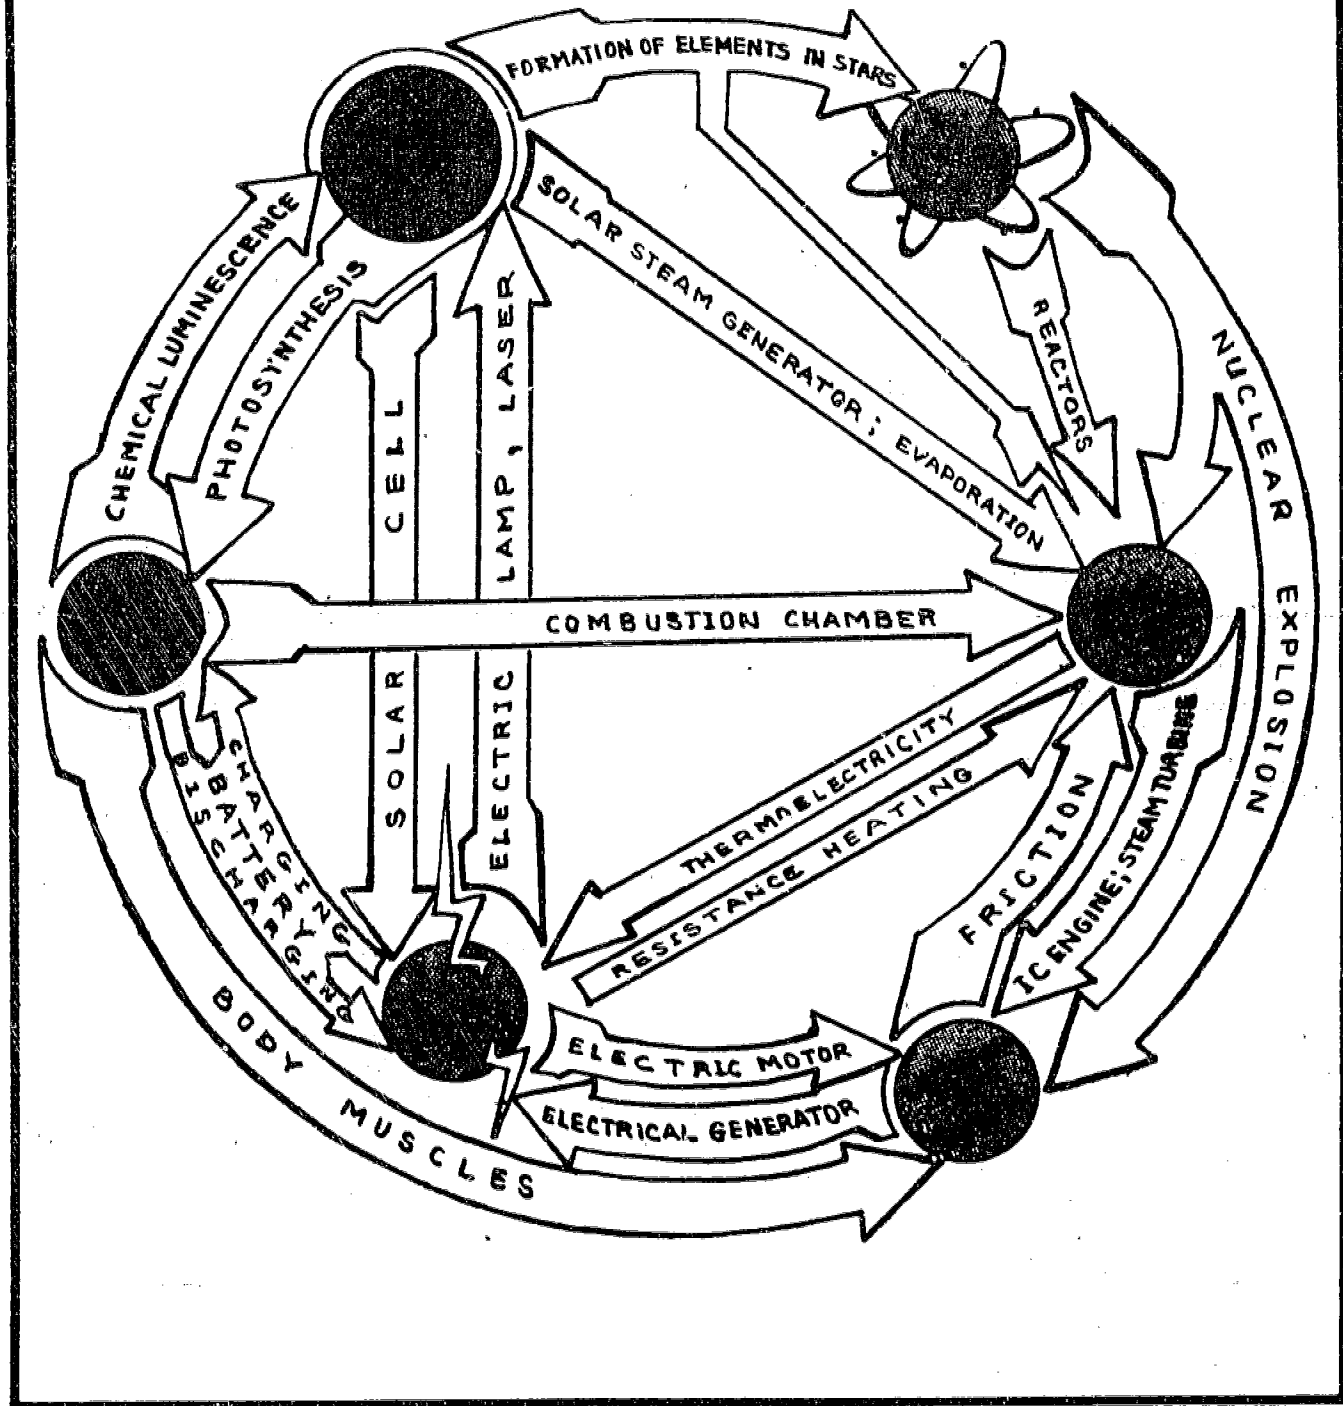 FORMATION OF ELEMENTS IN STARS
CHEMICAL LUMINESCENCE
PHOTOSYNTHESIS
SOLAR CELL
ELECTRIC LAMP, LASER
SOLAR STEAM GENERATOR; EVAPORATION
REACTORS
NUCLEAR EXPLOSION
COMBUSTION CHAMBER
THERMOELECTRICITY
RESISTANCE HEATING
FRICTION
IC ENGINE; STEAM TURBINE
CHARGING
BATTERY
DISCHARGING
ELECTRIC MOTOR
ELECTRICAL GENERATOR
BODY MUSCLES